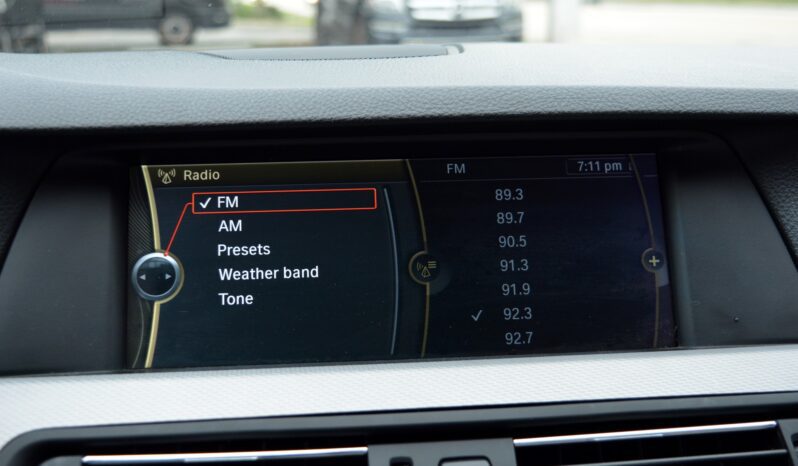 Radio
✓ FM
AM
Presets
Weather band
Tone
FM 7:11 pm
89.3
89.7
90.5
91.3
91.9
✓ 92.3
92.7